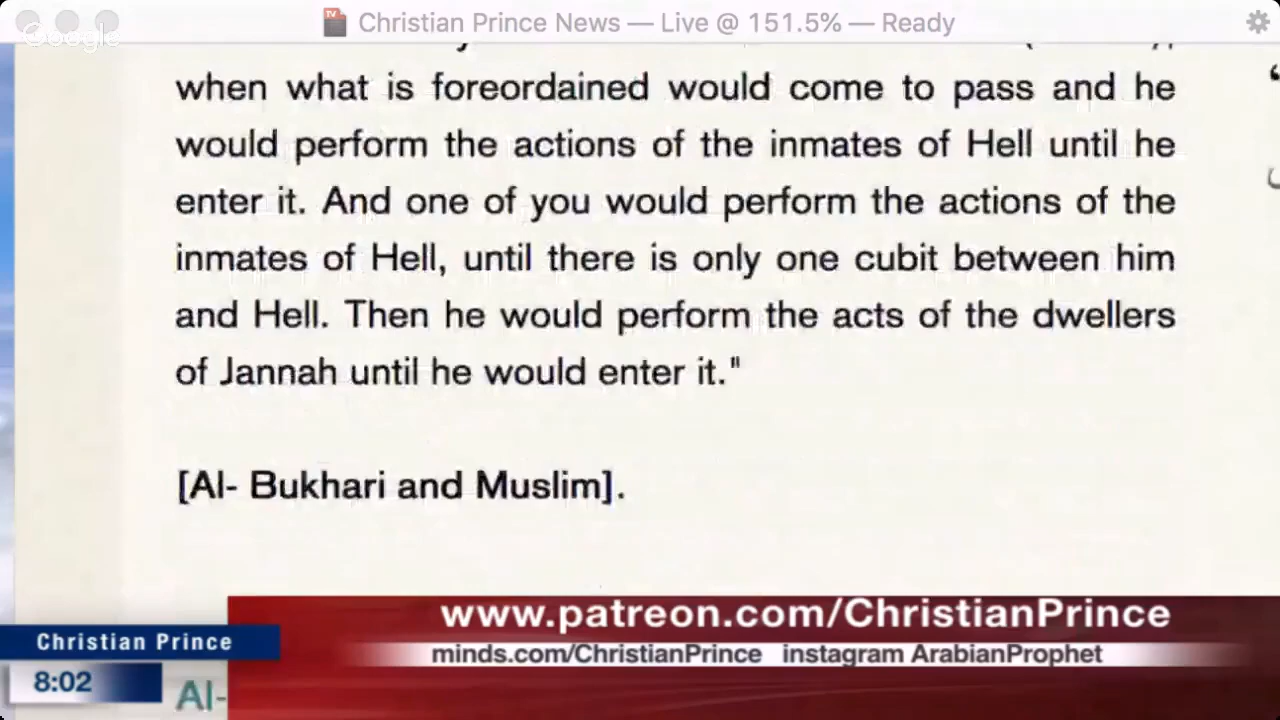 Christian Prince News — Live @ 151.5% — Ready
Google
when what is foreordained would come to pass and he
would perform the actions of the inmates of Hell until he
enter it. And one of you would perform the actions of the
inmates of Hell, until there is only one cubit between him
and Hell. Then he would perform the acts of the dwellers
of Jannah until he would enter it."
[Al- Bukhari and Muslim].
www.patreon.com/ChristianPrince
Christian Prince
minds.com/ChristianPrince instagram ArabianProphet
8:02
Al-